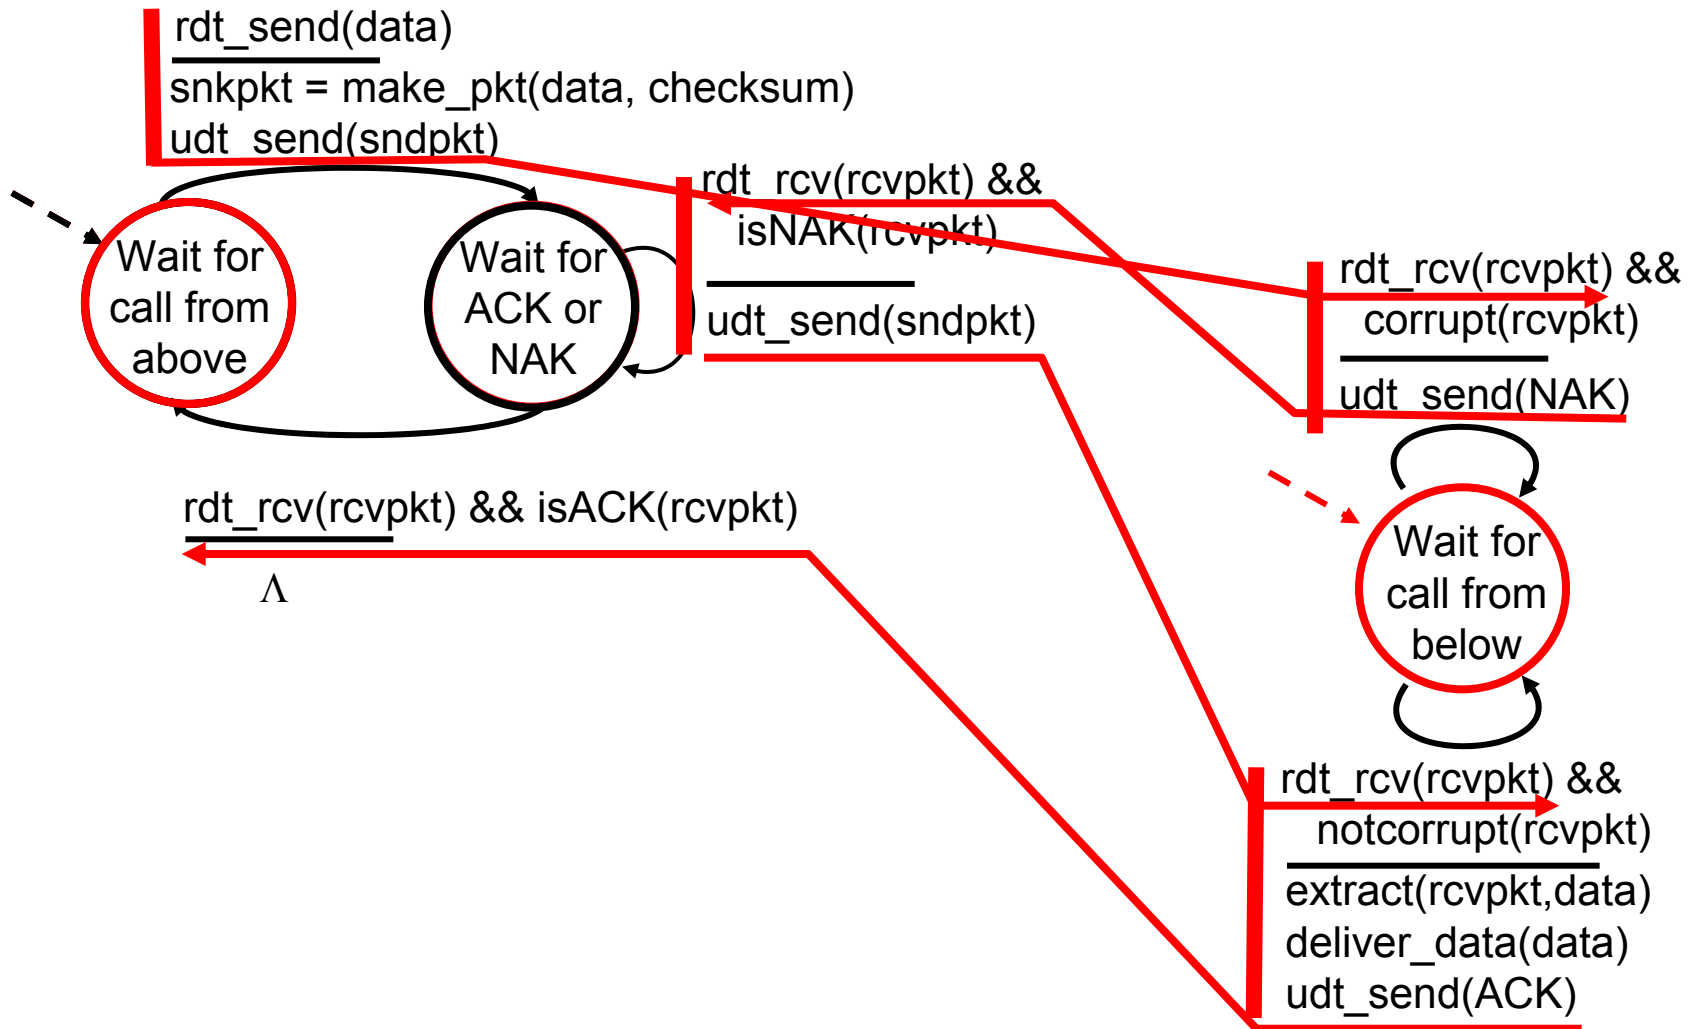 rdt_send(data)
snkpkt = make_pkt(data, checksum)
udt_send(sndpkt)
rdt_rcv(rcvpkt) &&
isNAK(rcvpkt)
udt_send(sndpkt)
Wait for
call from
above
Wait for
ACK or
NAK
rdt_rcv(rcvpkt) && isACK(rcvpkt)
Λ
rdt_rcv(rcvpkt) &&
corrupt(rcvpkt)
udt_send(NAK)
Wait for
call from
below
rdt_rcv(rcvpkt) &&
notcorrupt(rcvpkt)
extract(rcvpkt,data)
deliver_data(data)
udt_send(ACK)